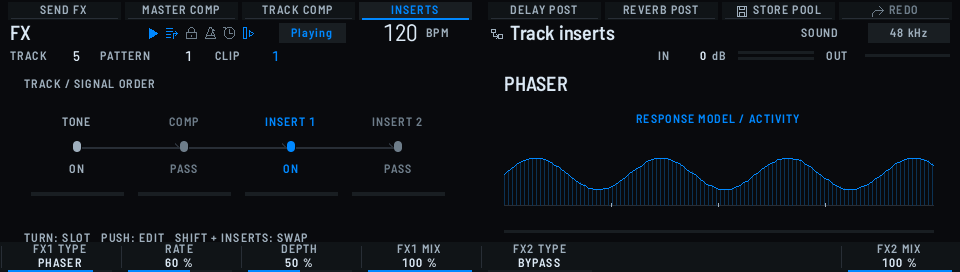 SEND FX MASTER COMP TRACK COMP INSERTS DELAY POST REVERB POST STORE POOL REDO
FX Playing 120 BPM Track inserts SOUND 48 kHz
TRACK 5 PATTERN 1 CLIP 1 IN 0 dB OUT
TRACK / SIGNAL ORDER
PHASER
TONE COMP INSERT 1 INSERT 2
RESPONSE MODEL / ACTIVITY
ON PASS ON PASS
TURN: SLOT PUSH: EDIT SHIFT + INSERTS: SWAP
FX1 TYPE RATE DEPTH FX1 MIX FX2 TYPE FX2 MIX
PHASER 60 % 50 % 100 % BYPASS 100 %